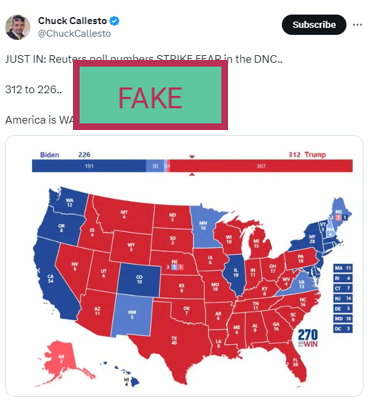 Chuck Callesto
@ChuckCallesto
Subscribe
JUST IN: Reuters poll numbers STRIKE FEAR in the DNC..
312 to 226..
FAKE
America is WA
Biden 226
312 Trump
191 30 54 307
WA 12
OR 8
CA 54
NV 6
ID 4
MT 4
UT 6
AZ 11
CO 10
NM 5
ND 3
SD 3
NE
KS 6
OK 7
TX 40
MN 10
IA 6
MO 10
AR 6
LA 8
WI 10
IL 19
MI 15
IN 11
OH 17
KY
TN 11
MS 6
AL 9
GA 16
FL
SC 9
NC 16
VA 13
WV 4
PA 19
NY 28
ME
AK 3
HI 4
MA 11
RI 4
CT 7
NJ 14
DE 3
MD 10
DC 3
270
TO WIN